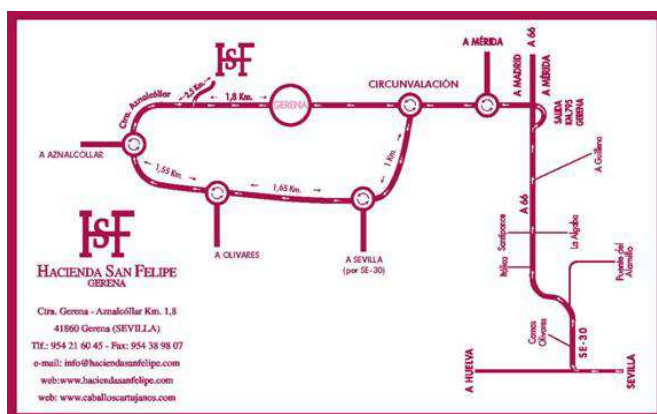 HSF
A MÉRIDA
A MADRID
A 66
A MÉRIDA
CIRCUNVALACIÓN
Ctra. Aznalcóllar
2,5 Km.
1,8 Km.
GERENA
SALIDA
KM.795
GERENA
A AZNALCÓLLAR
1,55 Km.
1,65 Km.
1 Km.
A Guillena
A 66
A OLIVARES
A SEVILLA
(por SE-30)
Santiponce
La Algaba
Itálica
Puente del
Alamillo
Camas
Olivares
SE-30
A HUELVA
SEVILLA
HSF
HACIENDA SAN FELIPE
GERENA
Ctra. Gerena - Aznalcóllar Km. 1,8
41860 Gerena (SEVILLA)
Tlf.: 954 21 60 45 - Fax: 954 38 98 07
e-mail: info@haciendasanfelipe.com
web:www.haciendasanfelipe.com
web: www.caballoscartujanos.com